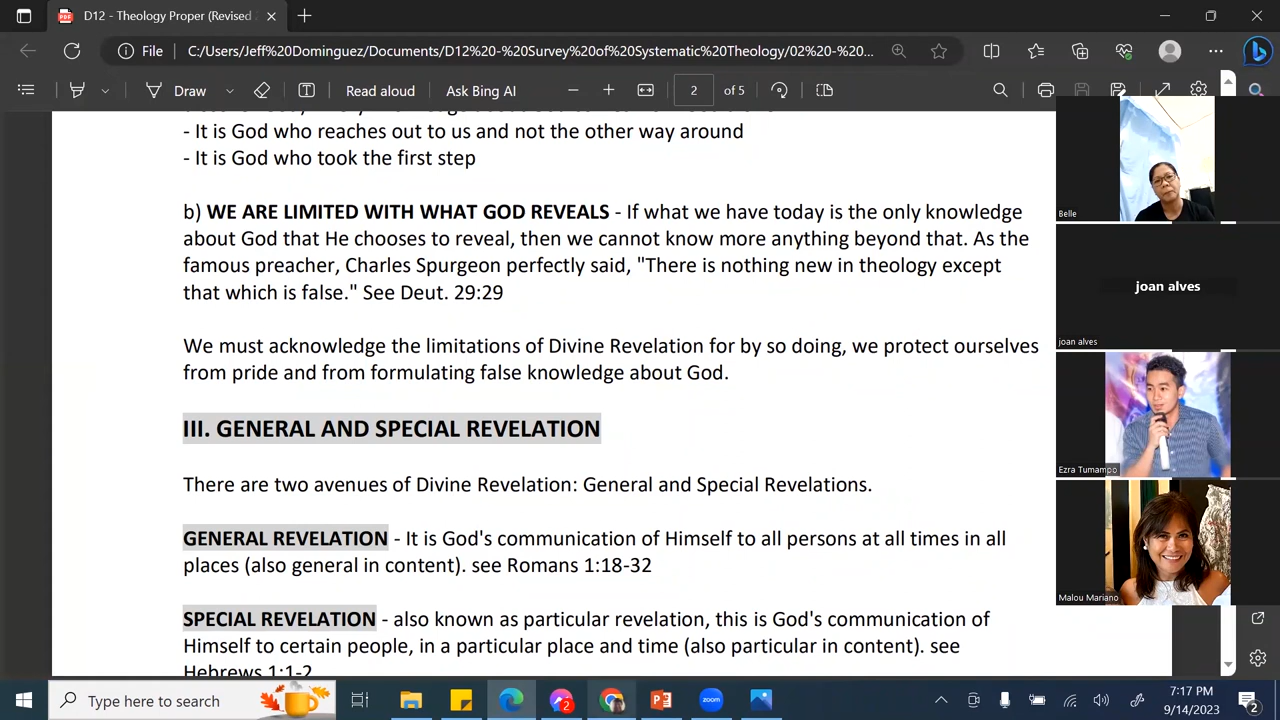 D12 - Theology Proper (Revised
File
C:/Users/Jeff%20Dominguez/Documents/D12%20-%20Survey%20of%20Systematic%20Theology/02%20-%20...
Draw
Read aloud
Ask Bing AI
2
of 5
- It is God who reaches out to us and not the other way around
- It is God who took the first step
b) WE ARE LIMITED WITH WHAT GOD REVEALS - If what we have today is the only knowledge
about God that He chooses to reveal, then we cannot know more anything beyond that. As the
famous preacher, Charles Spurgeon perfectly said, "There is nothing new in theology except
that which is false." See Deut. 29:29
We must acknowledge the limitations of Divine Revelation for by so doing, we protect ourselves
from pride and from formulating false knowledge about God.
III. GENERAL AND SPECIAL REVELATION
There are two avenues of Divine Revelation: General and Special Revelations.
GENERAL REVELATION - It is God's communication of Himself to all persons at all times in all
places (also general in content). see Romans 1:18-32
SPECIAL REVELATION - also known as particular revelation, this is God's communication of
Himself to certain people, in a particular place and time (also particular in content). see
Hebrews 1:1-2
Belle
joan alves
joan alves
Ezra Tumampo
Malou Mariano
Type here to search
2
zoom
7:17 PM
9/14/2023
2